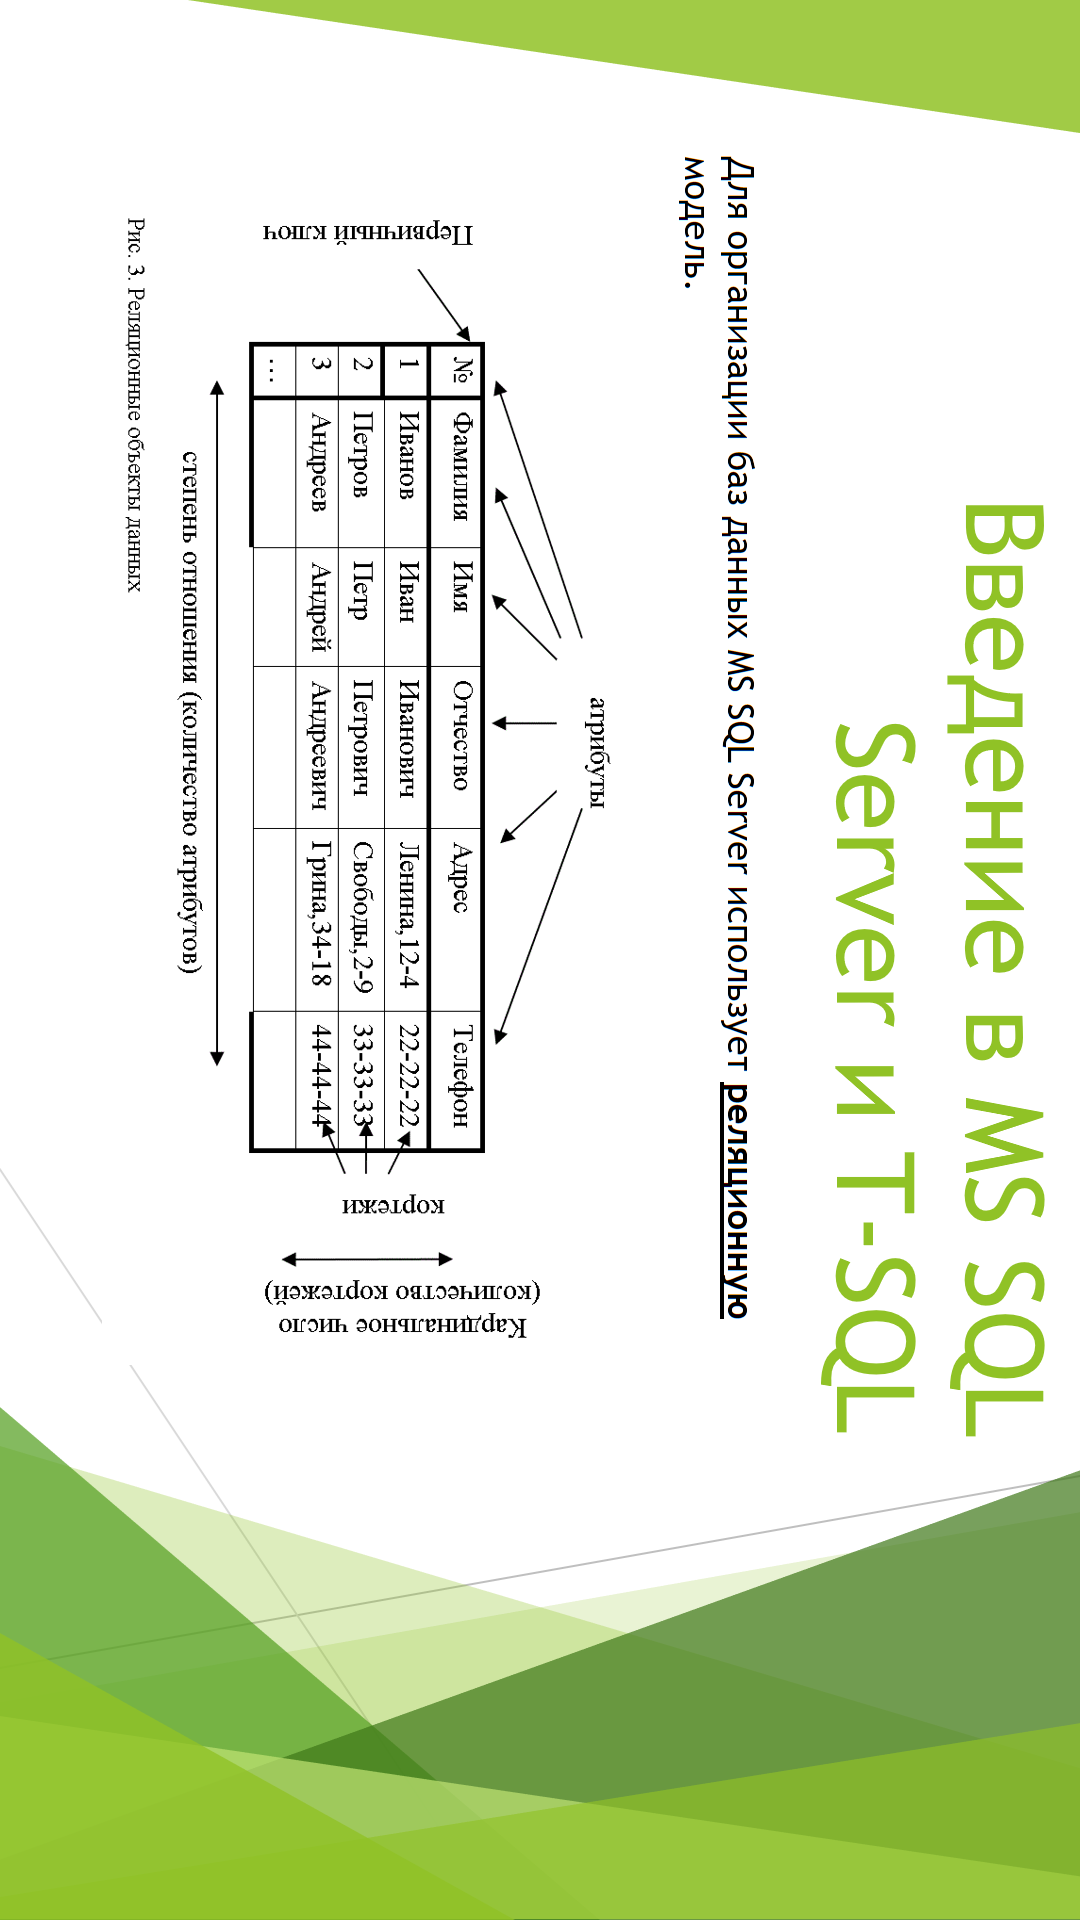 Введение в MS SQL
Server и T-SQL
Для организации баз данных MS SQL Server использует реляционную
модель.
атрибуты
Первичный ключ
№ Фамилия Имя Отчество Адрес Телефон
1 Иванов Иван Иванович Ленина,12-4 22-22-22
2 Петров Петр Петрович Свободы,2-9 33-33-33
3 Андреев Андрей Андреевич Грина,34-18 44-44-44
...
кортежи
Кардинальное число
(количество кортежей)
степень отношения (количество атрибутов)
Рис. 3. Реляционные объекты данных